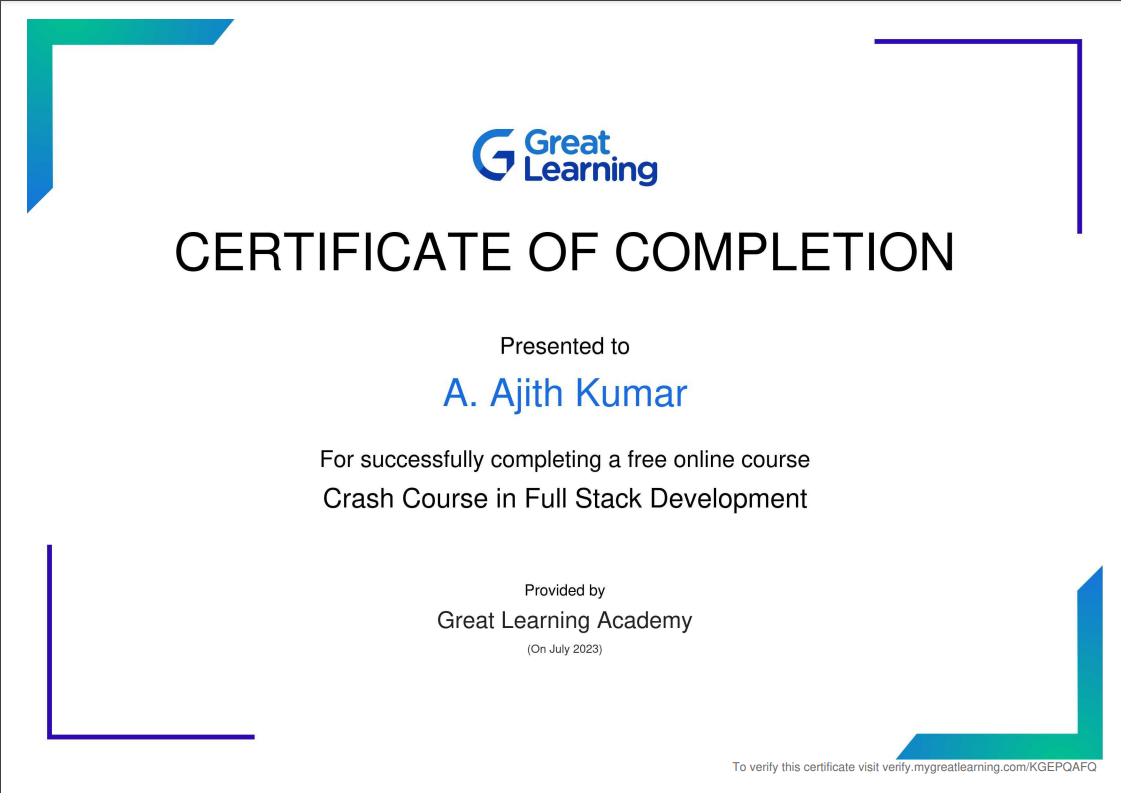 Great
Learning
CERTIFICATE OF COMPLETION
Presented to
A. Ajith Kumar
For successfully completing a free online course
Crash Course in Full Stack Development
Provided by
Great Learning Academy
(On July 2023)
To verify this certificate visit verify.mygreatlearning.com/KGEPQAFQ